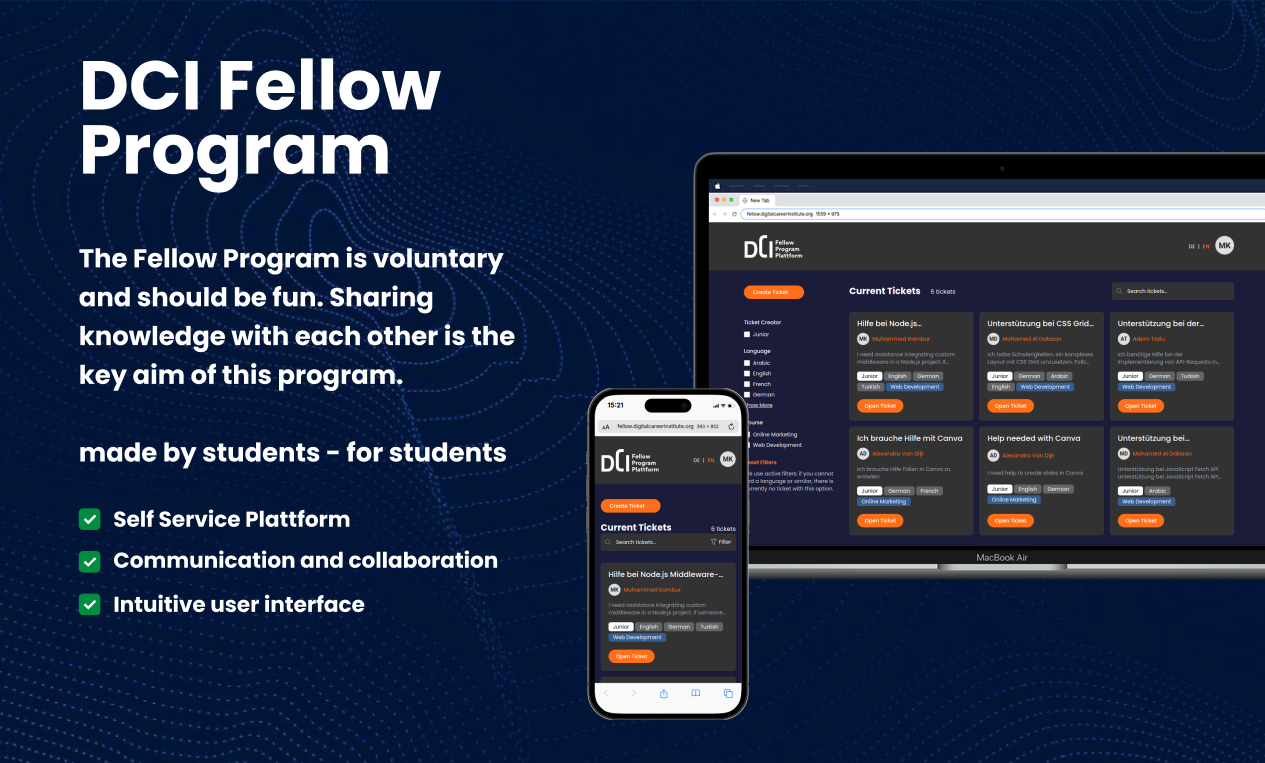 DCI Fellow
Program
The Fellow Program is voluntary
and should be fun. Sharing
knowledge with each other is the
key aim of this program.
made by students - for students
Self Service Plattform
Communication and collaboration
Intuitive user interface
New Tab
fellow.digitalcareerinstitute.org 1559 × 975
DCI Fellow
Program
Plattform
DE | EN MK
Create Ticket
Current Tickets 6 tickets
Search tickets...
Ticket Creator
Junior
Language
Arabic
English
French
German
Show More
Online Marketing
Web Development
Filters
use active filters: if you cannot
a language or similar, there is
no ticket with this option.
Hilfe bei Node.js...
MK Muhammed Kambur
I need assistance integrating custom
middleware in a Node.js project. If...
Junior English German
Turkish Web Development
Open Ticket
Unterstützung bei CSS Grid...
MD Mohamed Al Dabaan
Ich habe Schwierigkeiten, ein komplexes
Layout mit CSS Grid umzusetzen. Falls...
Junior German Arabic
English Web Development
Open Ticket
Unterstützung bei der...
AT Adem Tozlu
Ich benötige Hilfe bei der
Implementierung von API-Requests in...
Junior German Turkish
Web Development
Open Ticket
Ich brauche Hilfe mit Canva
AD Alexandra Van Dijk
Ich brauche Hilfe Folien in Canva zu
erstellen.
Junior German French
Online Marketing
Open Ticket
Help needed with Canva
AD Alexandra Van Dijk
I need help to create slides in Canva
Junior English German
Online Marketing
Open Ticket
Unterstützung bei...
MD Mohamed Al Dabaan
Unterstützung bei JavaScript Fetch API
Unterstützung bei JavaScript Fetch API...
Junior Arabic
Web Development
Open Ticket
MacBook Air
15:21
AA fellow.digitalcareerinstitute.org 393 × 852
DCI Fellow
Program
Plattform
DE | EN MK
Create Ticket
Current Tickets 6 tickets
Search tickets... Filter
Hilfe bei Node.js Middleware-...
MK Muhammed Kambur
I need assistance integrating custom
middleware in a Node.js project. If someone...
Junior English German Turkish
Web Development
Open Ticket